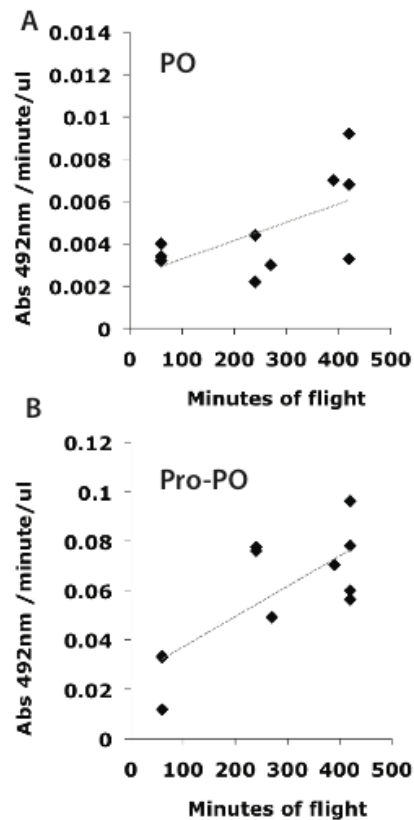 A
PO
Abs 492nm /minute/ul
0.014
0.012
0.01
0.008
0.006
0.004
0.002
0
0 100 200 300 400 500
Minutes of flight
B
Pro-PO
Abs 492nm /minute/ul
0.12
0.1
0.08
0.06
0.04
0.02
0
0 100 200 300 400 500
Minutes of flight